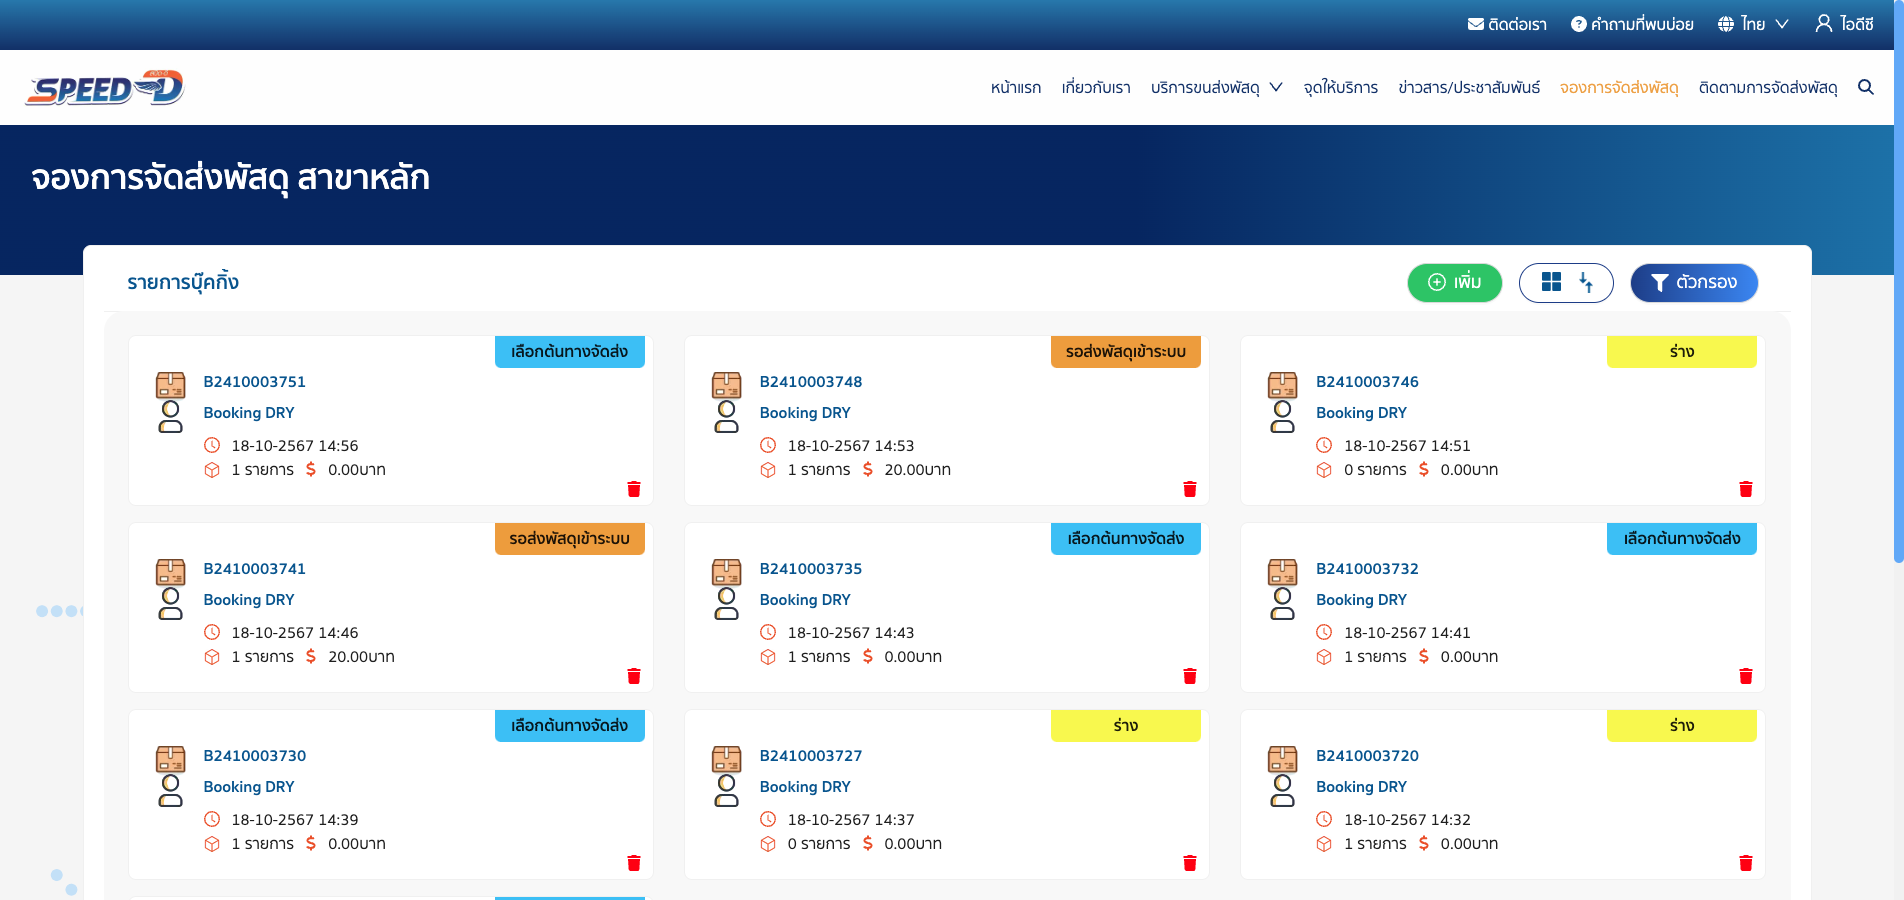 ติดต่อเรา คำถามที่พบบ่อย ไทย ไอดีซี
SPEED-D
หน้าแรก เกี่ยวกับเรา บริการขนส่งพัสดุ จุดให้บริการ ข่าวสาร/ประชาสัมพันธ์ จองการจัดส่งพัสดุ ติดตามการจัดส่งพัสดุ
จองการจัดส่งพัสดุ สาขาหลัก
รายการบุ๊คกิ้ง เพิ่ม ตัวกรอง
เลือกต้นทางจัดส่ง
B2410003751
Booking DRY
18-10-2567 14:56
1 รายการ $ 0.00บาท
รอส่งพัสดุเข้าระบบ
B2410003748
Booking DRY
18-10-2567 14:53
1 รายการ $ 20.00บาท
ร่าง
B2410003746
Booking DRY
18-10-2567 14:51
0 รายการ $ 0.00บาท
รอส่งพัสดุเข้าระบบ
B2410003741
Booking DRY
18-10-2567 14:46
1 รายการ $ 20.00บาท
เลือกต้นทางจัดส่ง
B2410003735
Booking DRY
18-10-2567 14:43
1 รายการ $ 0.00บาท
เลือกต้นทางจัดส่ง
B2410003732
Booking DRY
18-10-2567 14:41
1 รายการ $ 0.00บาท
เลือกต้นทางจัดส่ง
B2410003730
Booking DRY
18-10-2567 14:39
1 รายการ $ 0.00บาท
ร่าง
B2410003727
Booking DRY
18-10-2567 14:37
0 รายการ $ 0.00บาท
ร่าง
B2410003720
Booking DRY
18-10-2567 14:32
1 รายการ $ 0.00บาท